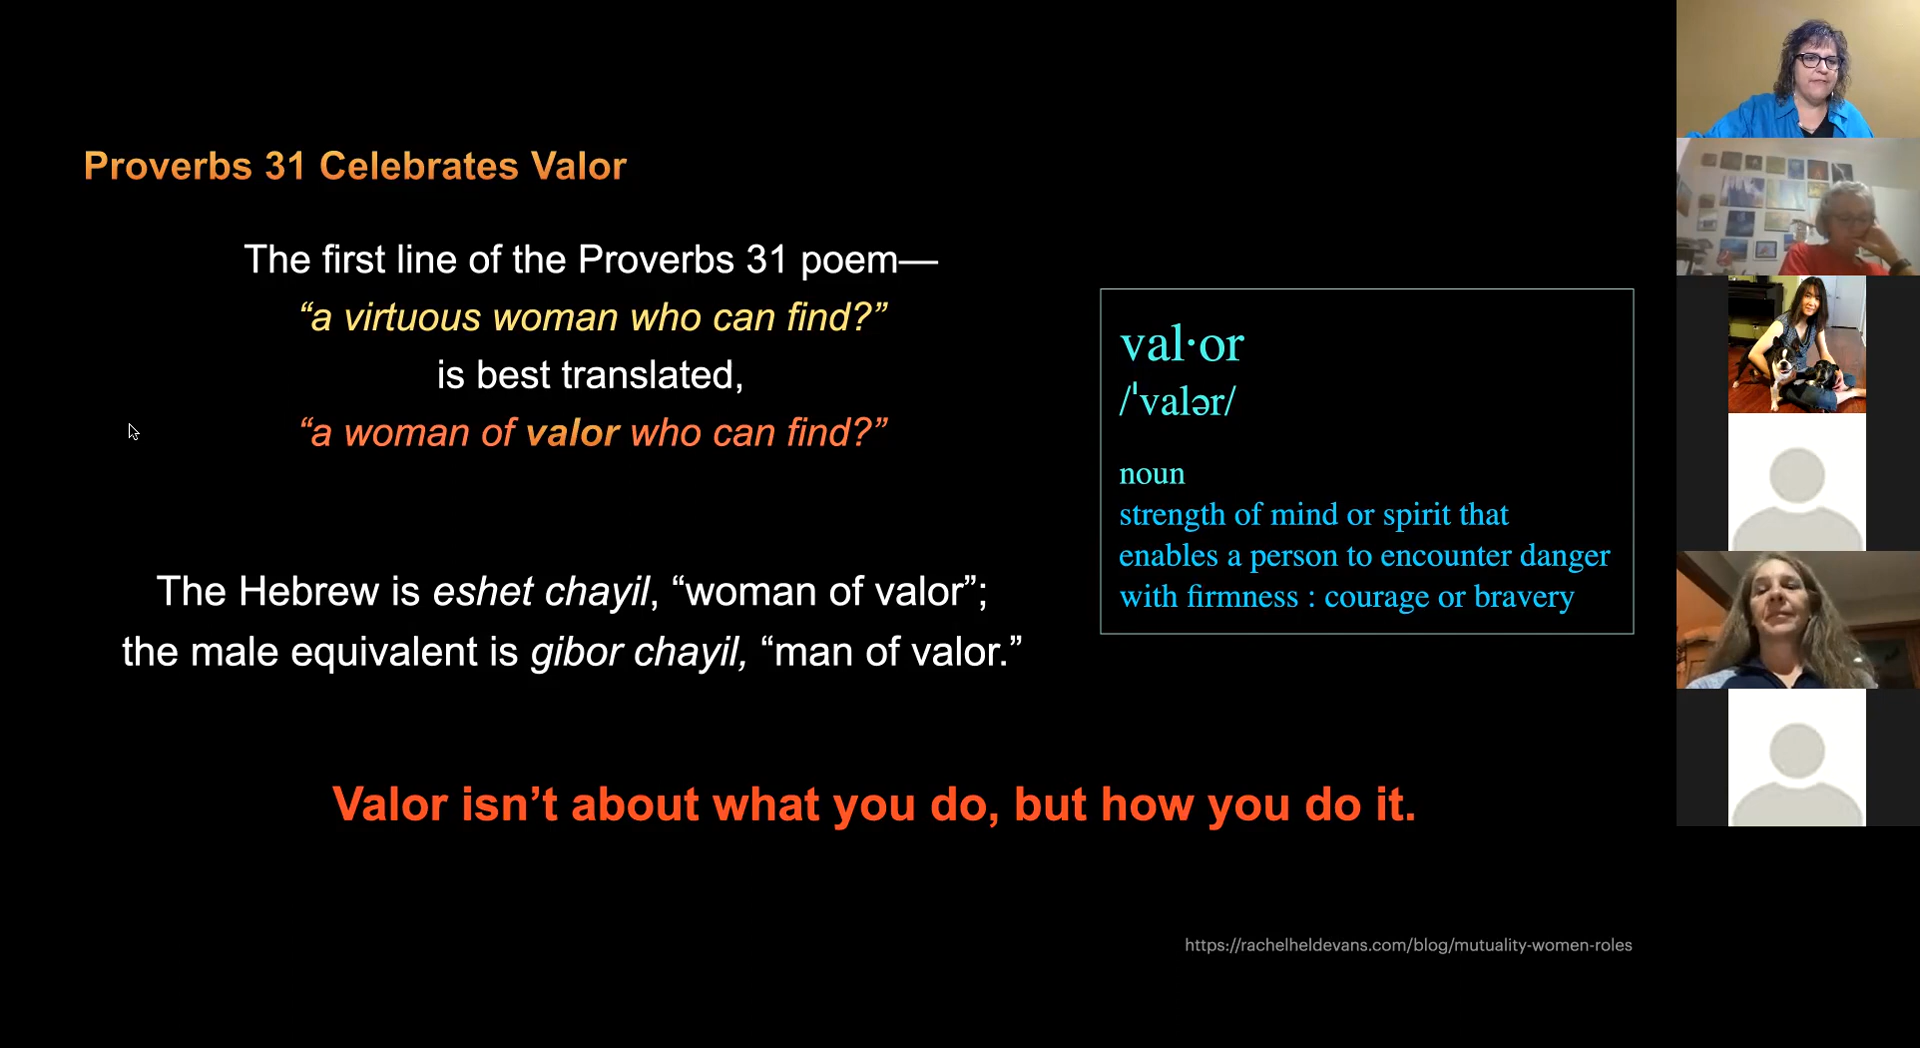 Proverbs 31 Celebrates Valor
The first line of the Proverbs 31 poem—
“a virtuous woman who can find?”
is best translated,
“a woman of valor who can find?”
The Hebrew is eshet chayil, “woman of valor”;
the male equivalent is gibor chayil, “man of valor.”
val·or
/ˈvalər/
noun
strength of mind or spirit that
enables a person to encounter danger
with firmness : courage or bravery
Valor isn’t about what you do, but how you do it.
https://rachelheldevans.com/blog/mutuality-women-roles